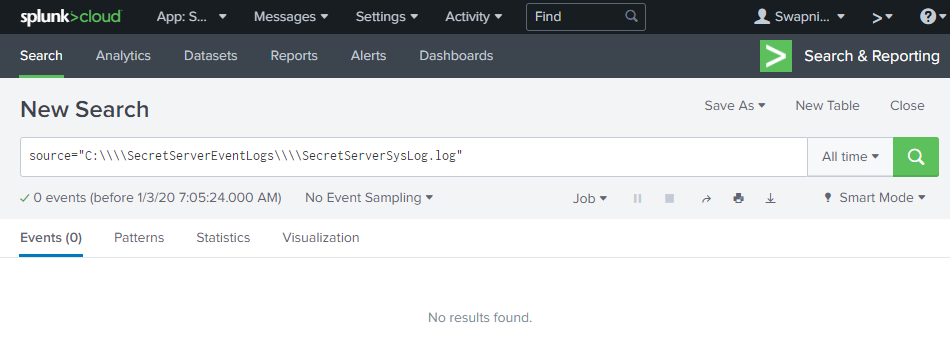 splunk>cloud App: S... ▾ Messages ▾ Settings ▾ Activity ▾ Find Swapni... ▾ >▾ ?▾
Search Analytics Datasets Reports Alerts Dashboards > Search & Reporting
New Search Save As ▾ New Table Close
source="C:\\\\SecretServerEventLogs\\\\SecretServerSysLog.log" All time ▾
✓ 0 events (before 1/3/20 7:05:24.000 AM) No Event Sampling ▾ Job ▾ Smart Mode ▾
Events (0) Patterns Statistics Visualization
No results found.